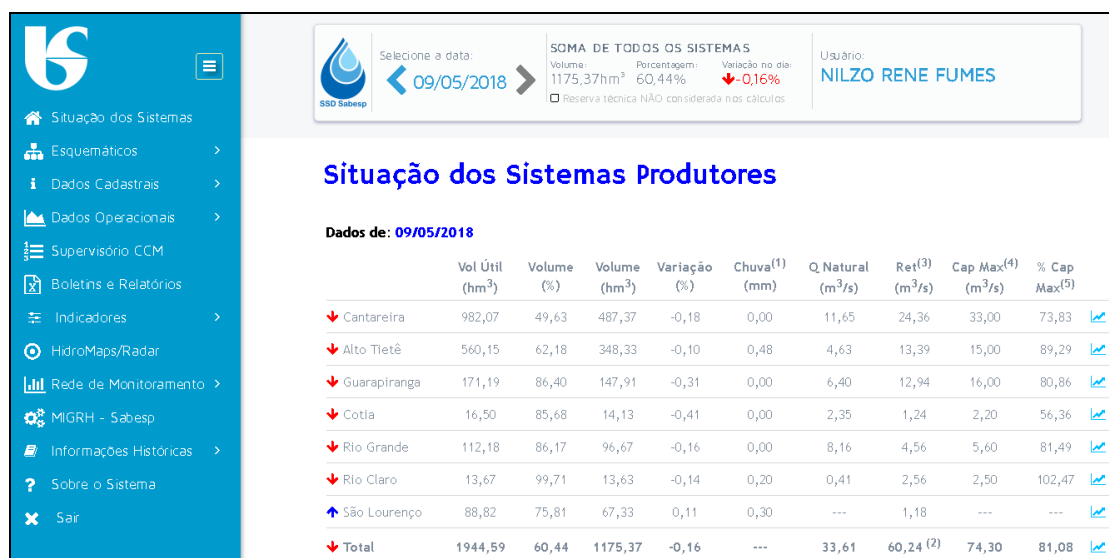 Situação dos Sistemas
Esquemáticos
Dados Cadastrais
Dados Operacionais
Supervisório CCM
Boletins e Relatórios
Indicadores
HidroMaps/Radar
Rede de Monitoramento
MIGRH - Sabesp
Informações Históricas
Sobre o Sistema
Sair
SSD Sabesp
Selecione a data:
09/05/2018
SOMA DE TODOS OS SISTEMAS
Volume: Porcentagem: Variação no dia:
1175,37hm³ 60,44% -0,16%
Reserva técnica NÃO considerada nos cálculos
Usuário:
NILZO RENE FUMES
Situação dos Sistemas Produtores
Dados de: 09/05/2018
Vol Útil Volume Volume Variação Chuva(1) Q Natural Ret(3) Cap Max(4) % Cap
(hm³) (%) (hm³) (%) (mm) (m³/s) (m³/s) (m³/s) Max(5)
Cantareira 982,07 49,63 487,37 -0,18 0,00 11,65 24,36 33,00 73,83
Alto Tietê 560,15 62,18 348,33 -0,10 0,48 4,63 13,39 15,00 89,29
Guarapiranga 171,19 86,40 147,91 -0,31 0,00 6,40 12,94 16,00 80,86
Cotia 16,50 85,68 14,13 -0,41 0,00 2,35 1,24 2,20 56,36
Rio Grande 112,18 86,17 96,67 -0,16 0,00 8,16 4,56 5,60 81,49
Rio Claro 13,67 99,71 13,63 -0,14 0,20 0,41 2,56 2,50 102,47
São Lourenço 88,82 75,81 67,33 0,11 0,30 --- 1,18 --- ---
Total 1944,59 60,44 1175,37 -0,16 --- 33,61 60,24 (2) 74,30 81,08